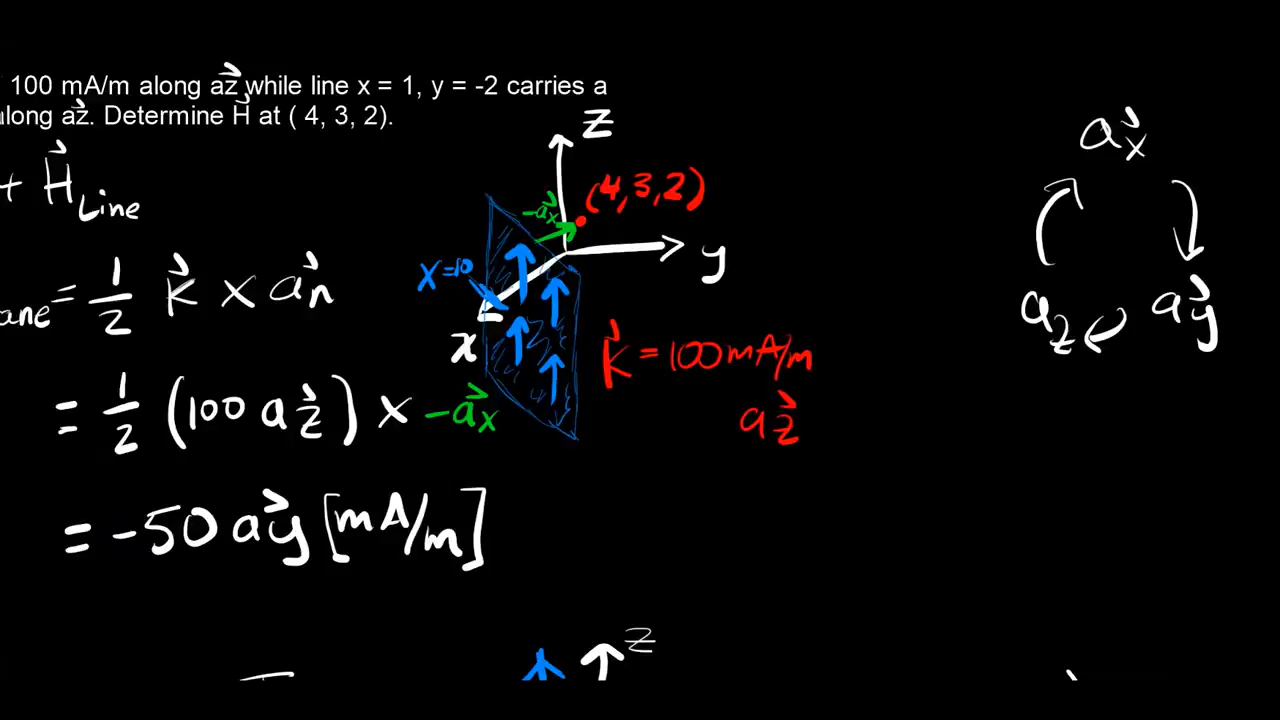 100 mA/m along az while line x = 1, y = -2 carries a
along az. Determine H at ( 4, 3, 2).
+ H Line
ane = 1/2 K x an
= 1/2 (100 az) x -ax
= -50 ay [mA/m]
z
(4,3,2)
-ax
y
x=10
x
K = 100mA/m
az
ax
az
ay
z